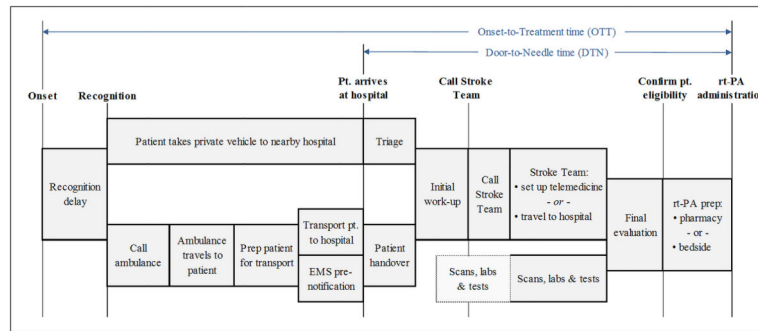 Onset-to-Treatment time (OTT)
Door-to-Needle time (DTN)
Onset
Recognition
Pt. arrives
at hospital
Call Stroke
Team
Confirm pt.
eligibility
rt-PA
administration
Recognition
delay
Patient takes private vehicle to nearby hospital
Triage
Call
ambulance
Ambulance
travels to
patient
Prep patient
for transport
Transport pt.
to hospital
EMS pre-
notification
Patient
handover
Initial
work-up
Call
Stroke
Team
Stroke Team:
• set up telemedicine
- or -
• travel to hospital
Scans, labs
& tests
Scans, labs & tests
Final
evaluation
rt-PA prep:
• pharmacy
- or -
• bedside